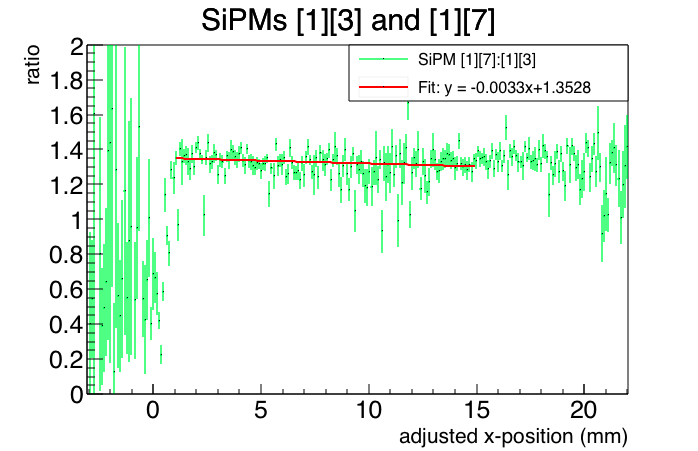 SiPMs [1][3] and [1][7]
ratio
SiPM [1][7]:[1][3]
Fit: y = -0.0033x+1.3528
2
1.8
1.6
1.4
1.2
1
0.8
0.6
0.4
0.2
0
0 5 10 15 20
adjusted x-position (mm)